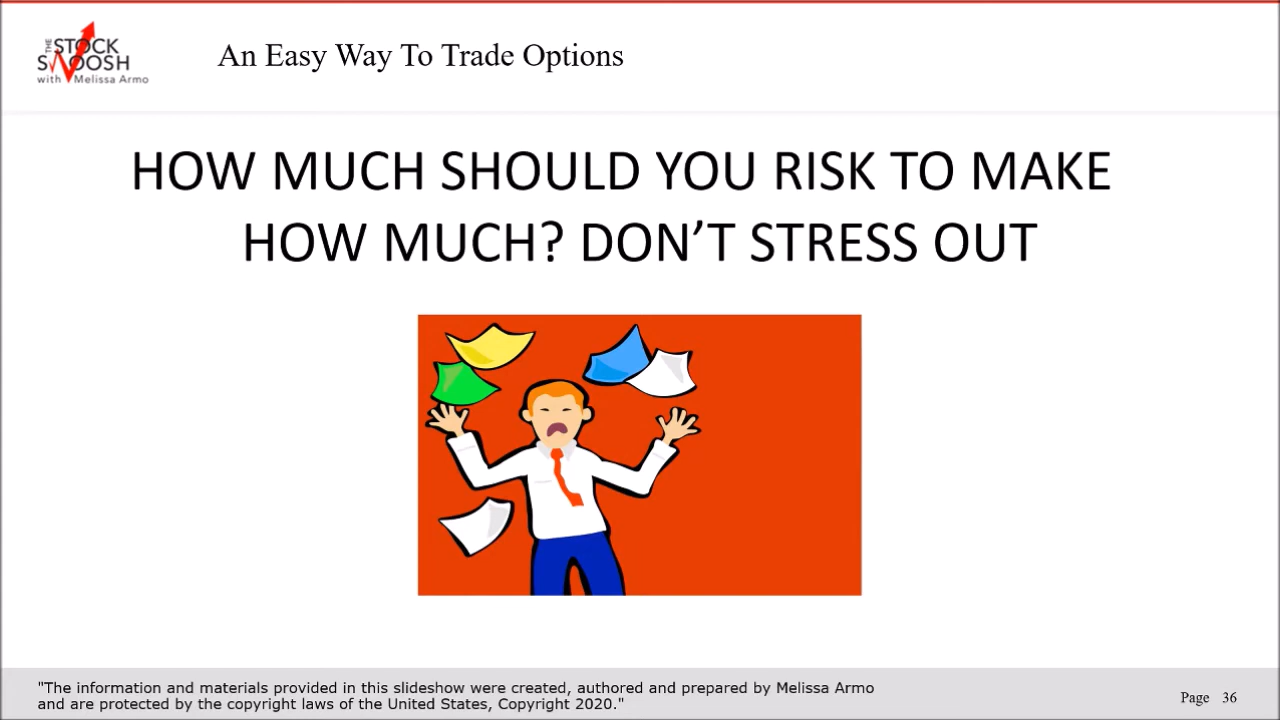 THE STOCK
SWOOSH
with Melissa Armo
An Easy Way To Trade Options
HOW MUCH SHOULD YOU RISK TO MAKE
HOW MUCH? DON’T STRESS OUT
"The information and materials provided in this slideshow were created, authored and prepared by Melissa Armo
and are protected by the copyright laws of the United States, Copyright 2020."
Page 36